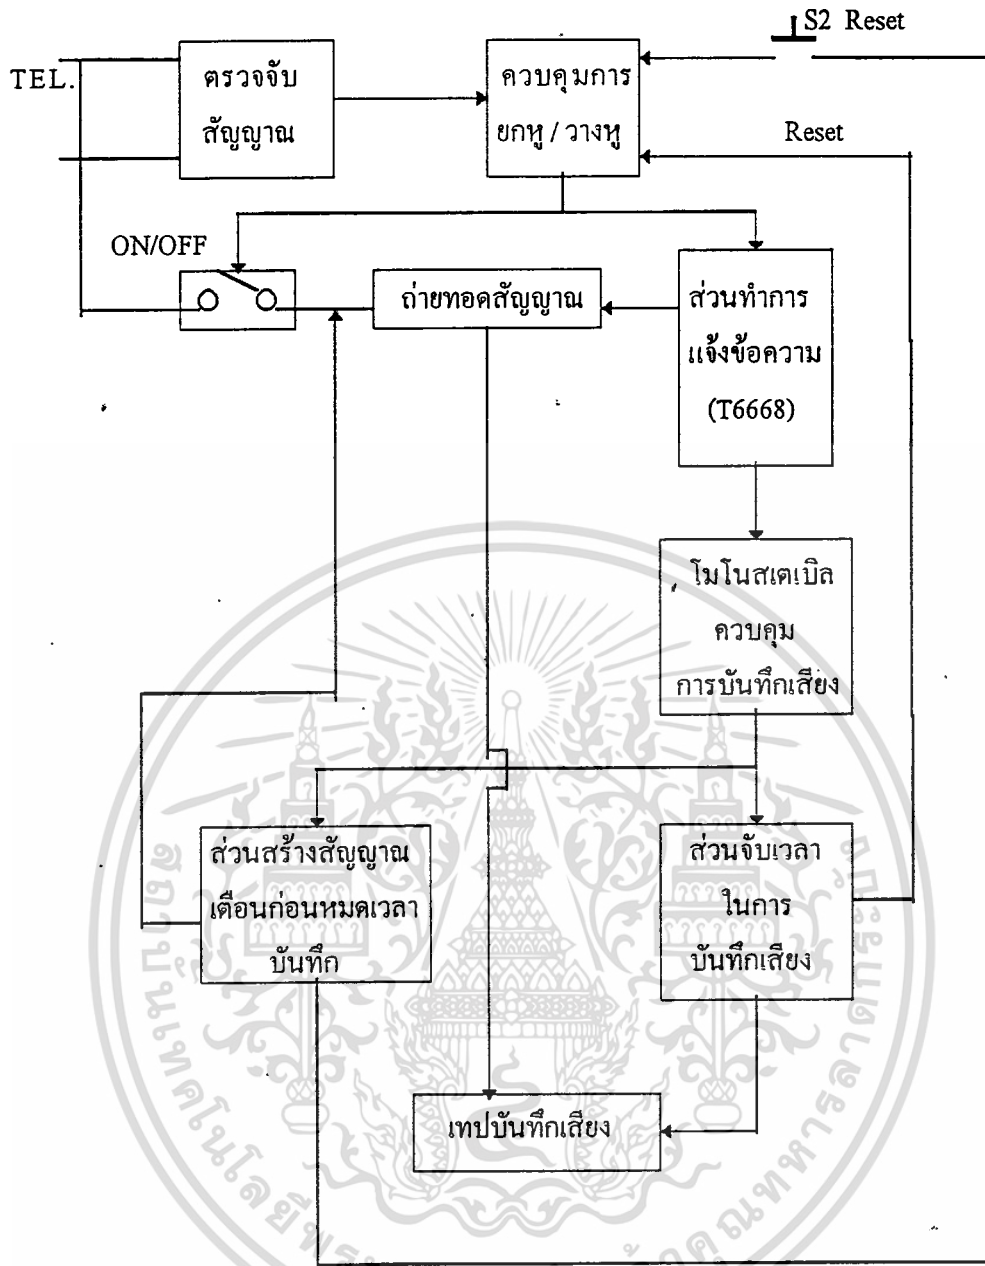 S2 Reset
TEL.
ตรวจจับ
สัญญาณ
ควบคุมการ
ยกหู / วางหู
Reset
ON/OFF
ถ่ายทอดสัญญาณ
ส่วนทำการ
แจ้งข้อความ
(T6668)
โมโนสเตเบิล
ควบคุม
การบันทึกเสียง
ส่วนสร้างสัญญาณ
เตือนก่อนหมดเวลา
บันทึก
ส่วนจับเวลา
ในการ
บันทึกเสียง
เทปบันทึกเสียง